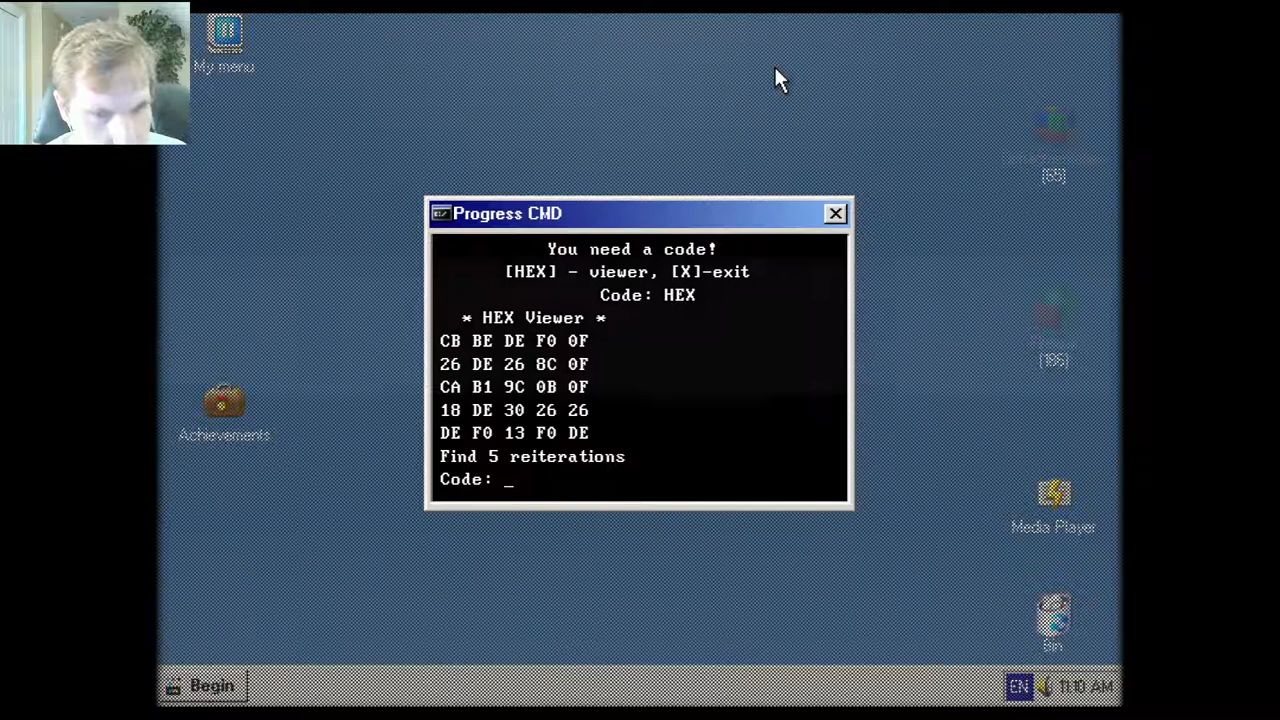 My menu
(65)
Progress CMD
You need a code!
[HEX] - viewer, [X]-exit
Code: HEX
* HEX Viewer *
CB BE DE F0 0F
26 DE 26 8C 0F
CA B1 9C 0B 0F
18 DE 30 26 26
DE F0 13 F0 DE
Find 5 reiterations
Code: _
(186)
Achievements
Media Player
Bin
Begin
EN
11:10 AM